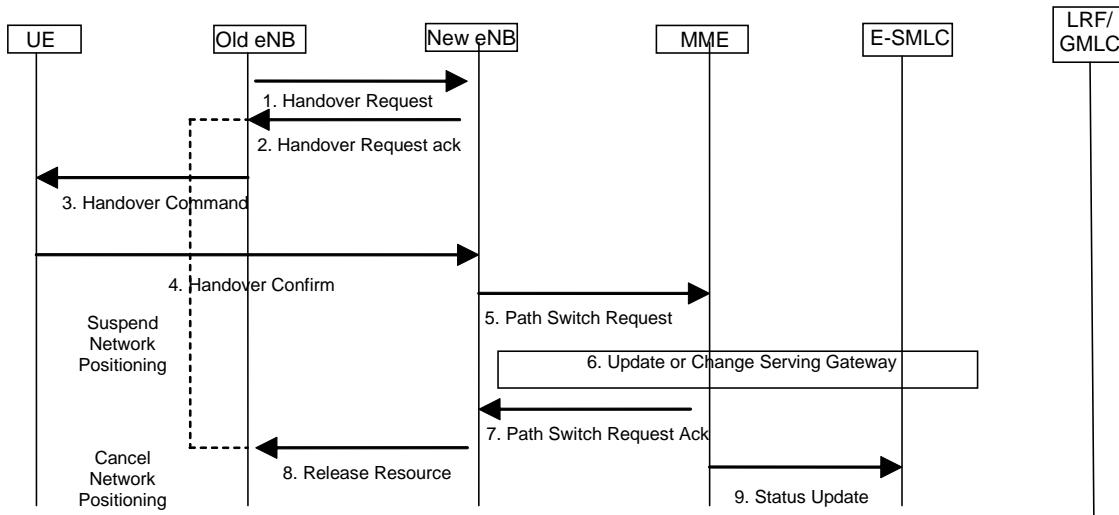 UE
Old eNB
New eNB
MME
E-SMLC
LRF/
GMLC
1. Handover Request
2. Handover Request ack
3. Handover Command
4. Handover Confirm
5. Path Switch Request
Suspend
Network
Positioning
6. Update or Change Serving Gateway
7. Path Switch Request Ack
Cancel
Network
Positioning
8. Release Resource
9. Status Update